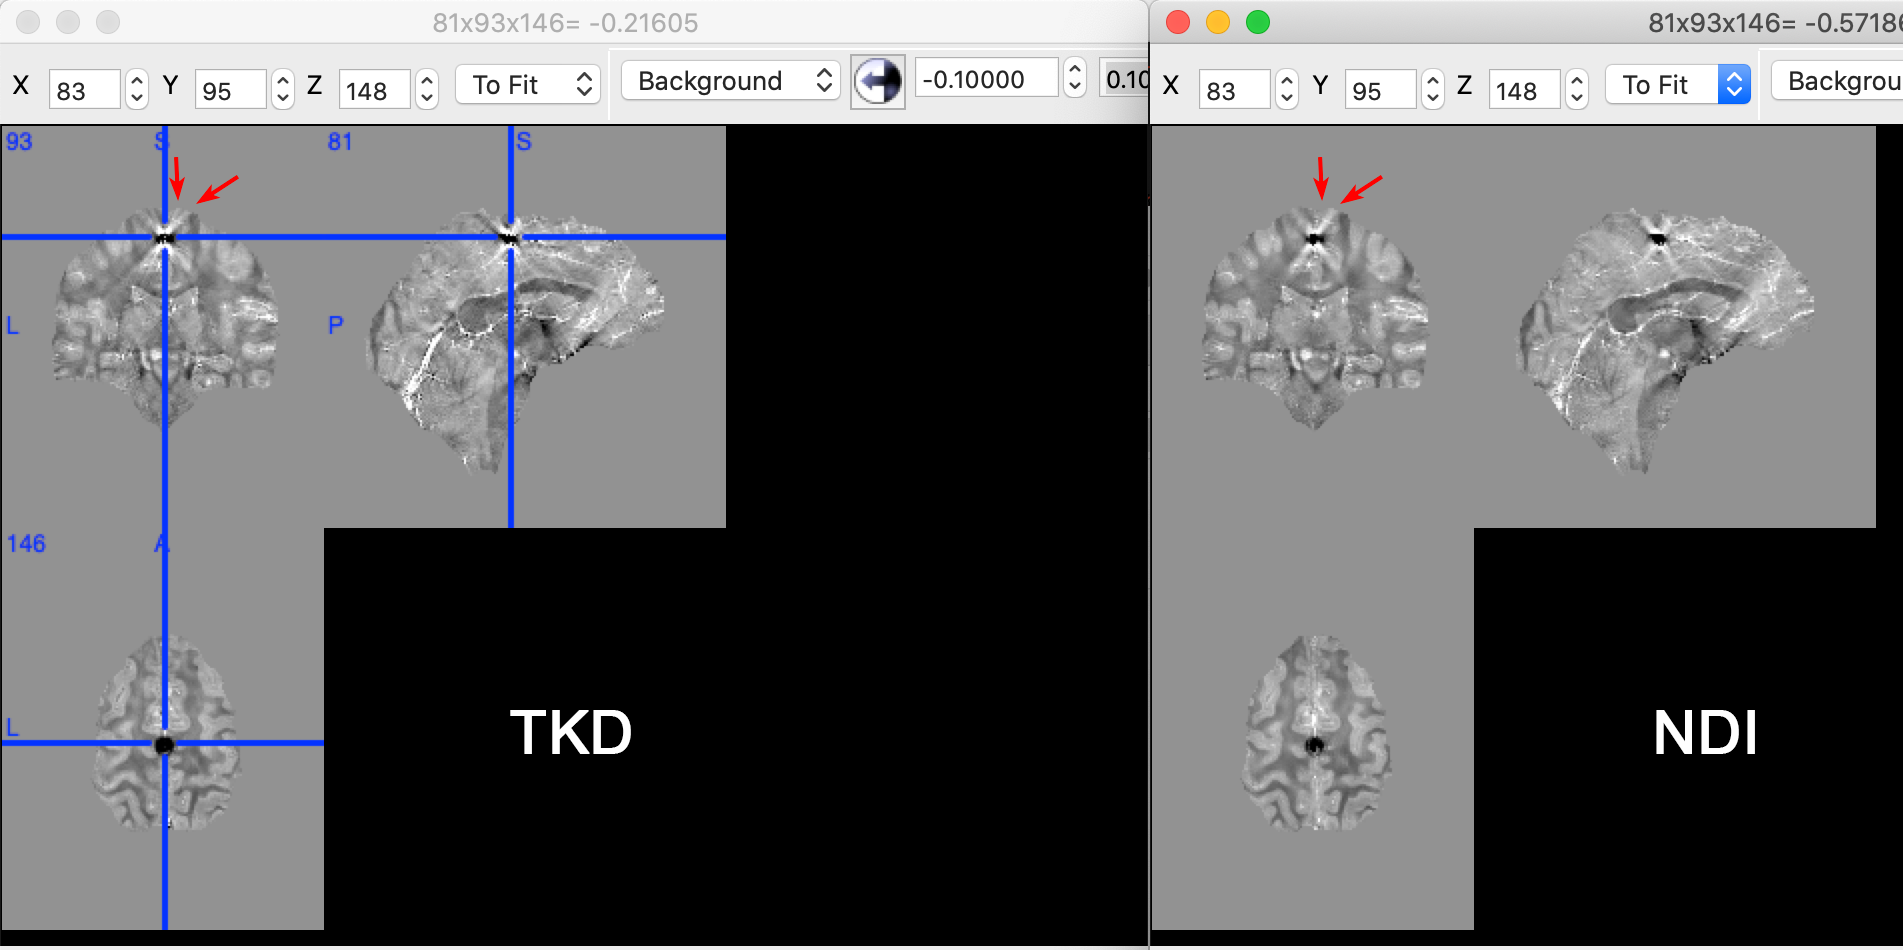 81x93x146= -0.21605
X 83 Y 95 Z 148 To Fit Background -0.10000 0.10
93 S 81 S
L P
146 A
L
TKD
81x93x146= -0.5718
X 83 Y 95 Z 148 To Fit Backgrou
NDI